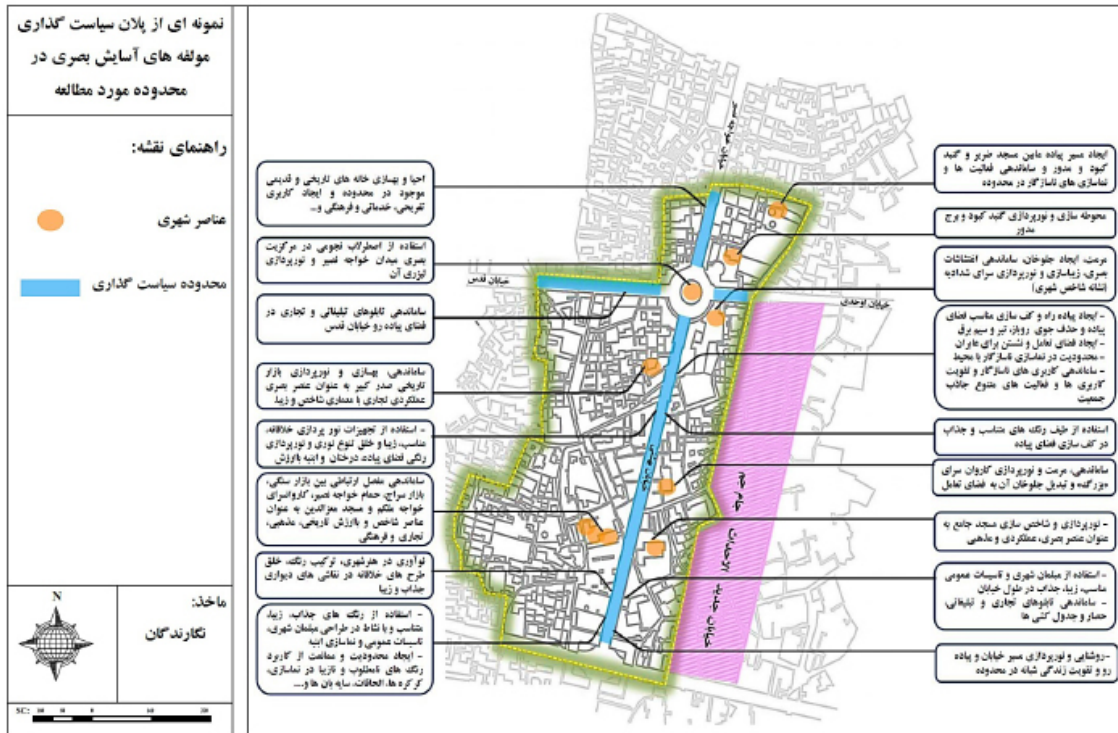 نمونه ای از پلان سیاست گذاری
مولفه های آسایش بصری در
محدوده مورد مطالعه
راهنمای نقشه:
عناصر شهری
محدوده سیاست گذاری
ماخذ:
نگارندگان
N
SC:
احیا و بهسازی خانه های تاریخی و قدیمی
موجود در محدوده و ایجاد کاربری
تفریحی، خدماتی و فرهنگی و...
استفاده از اصطرلاب نجومی در مرکزیت
بصری میدان خواجه نصیر و نورپردازی
لیزری آن
ساماندهی تابلوهای تبلیغاتی و تجاری در
فضای پیاده رو خیابان قدس
ساماندهی، بهسازی و نورپردازی بازار
تاریخی صدر کبیر به عنوان عنصر بصری
عملکردی تجاری با معماری شاخص و زیبا.
- استفاده از تجهیزات نور پردازی خلاقانه،
مناسب، زیبا و خلق تنوع نوری و نورپردازی
رنگی فضای پیاده، درختان و ابنیه باارزش
ساماندهی مفصل ارتباطی بین بازار سنگی،
بازار سراج، حمام خواجه نصیر، کاروانسرای
خواجه ملگم و مسجد معزالدین به عنوان
عناصر شاخص و باارزش تاریخی، مذهبی،
تجاری و فرهنگی
نوآوری در هنرشهری، ترکیب رنگ، خلق
طرح های خلاقانه در نقاشی های دیواری
جذاب و زیبا
- استفاده از رنگ های جذاب، زیبا،
متناسب و با نشاط در طراحی مبلمان شهری،
تاسیسات عمومی و نماسازی ابنیه
- ایجاد محدودیت و ممانعت از کاربرد
رنگ های نامطلوب و نازیبا در نماسازی،
کرکره ها، الحاقات، سایه بان ها و....
خیابان خواجه نصیر
خیابان قدس
خیابان اوحدی
خیابان
خیابان جدید الاحداث جام جم
ایجاد مسیر پیاده مابین مسجد ضریر و گنبد
کبود و مدور و ساماندهی فعالیت ها و
نماسازی های ناسازگار در محدوده
محوطه سازی و نورپردازی گنبد کبود و برج
مدور
مرمت، ایجاد جلوخان، ساماندهی اغتشاشات
بصری، زیباسازی و نورپردازی سرای شدادیه
(نشانه شاخص شهری)
- ایجاد پیاده راه و کف سازی مناسب فضای
پیاده و حذف جوی روباز، تیر و سیم برق
- ایجاد فضای تعامل و نشستن برای عابران
- محدودیت در نماسازی ناسازگار با محیط
- ساماندهی کاربری های ناسازگار و تقویت
کاربری ها و فعالیت های متنوع جاذب
جمعیت
استفاده از طیف رنگ های متناسب و جذاب
در کف سازی فضای پیاده
ساماندهی، مرمت و نورپردازی کاروان سرای
«بزرگ» و تبدیل جلوخان آن به فضای تعامل
- نورپردازی و شاخص سازی مسجد جامع به
عنوان عنصر بصری، عملکردی و مذهبی
- استفاده از مبلمان شهری و تاسیسات عمومی
مناسب، زیبا، جذاب در طول خیابان
- ساماندهی تابلوهای تجاری و تبلیغاتی،
حصار و جدول کشی ها
-روشنایی و نورپردازی مسیر خیابان و پیاده
رو و تقویت زندگی شبانه در محدوده